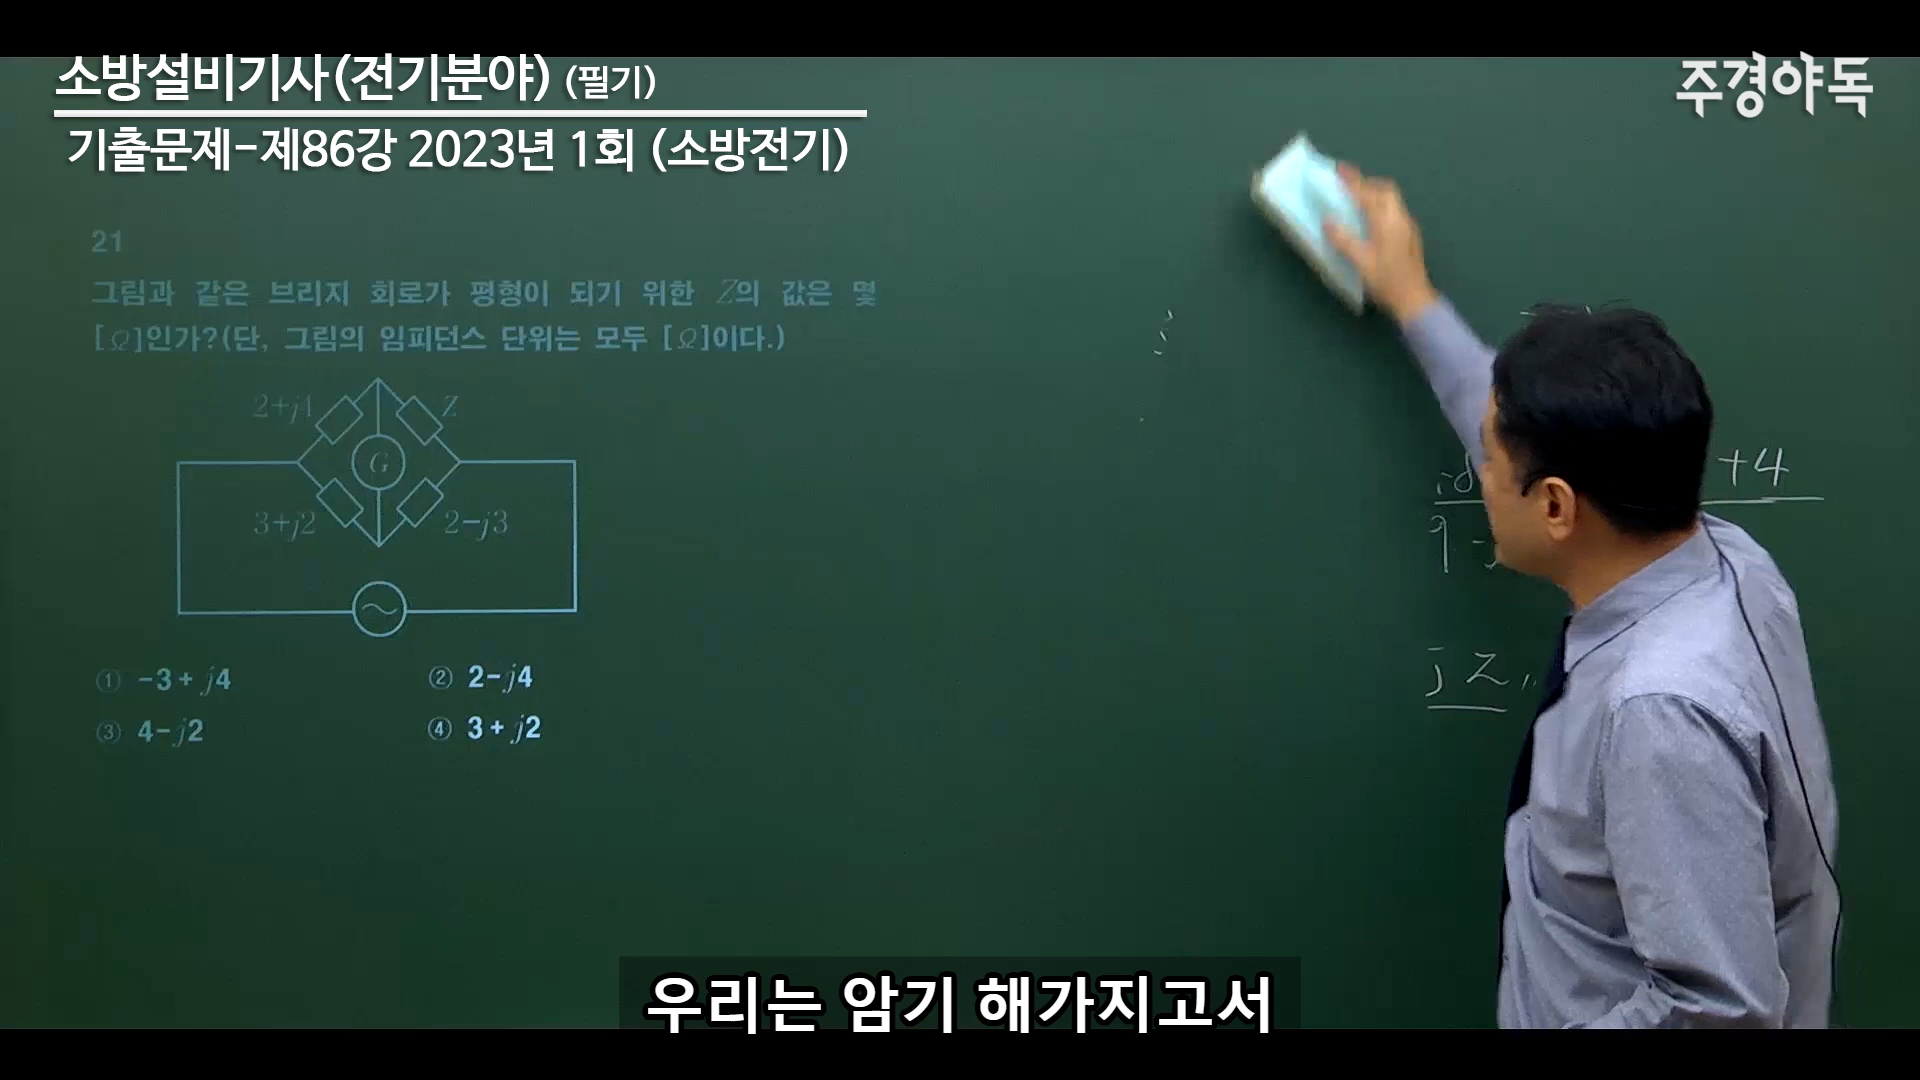 소방설비기사(전기분야) (필기)
주경야독
기출문제-제86강 2023년 1회 (소방전기)
21
그림과 같은 브리지 회로가 평형이 되기 위한 Z의 값은 몇
[Ω]인가?(단, 그림의 임피던스 단위는 모두 [Ω]이다.)
2+j4 Z
G
3+j2 2-j3
① -3+j4 ② 2-j4
③ 4-j2 ④ 3+j2
+4
j Z
우리는 암기 해가지고서